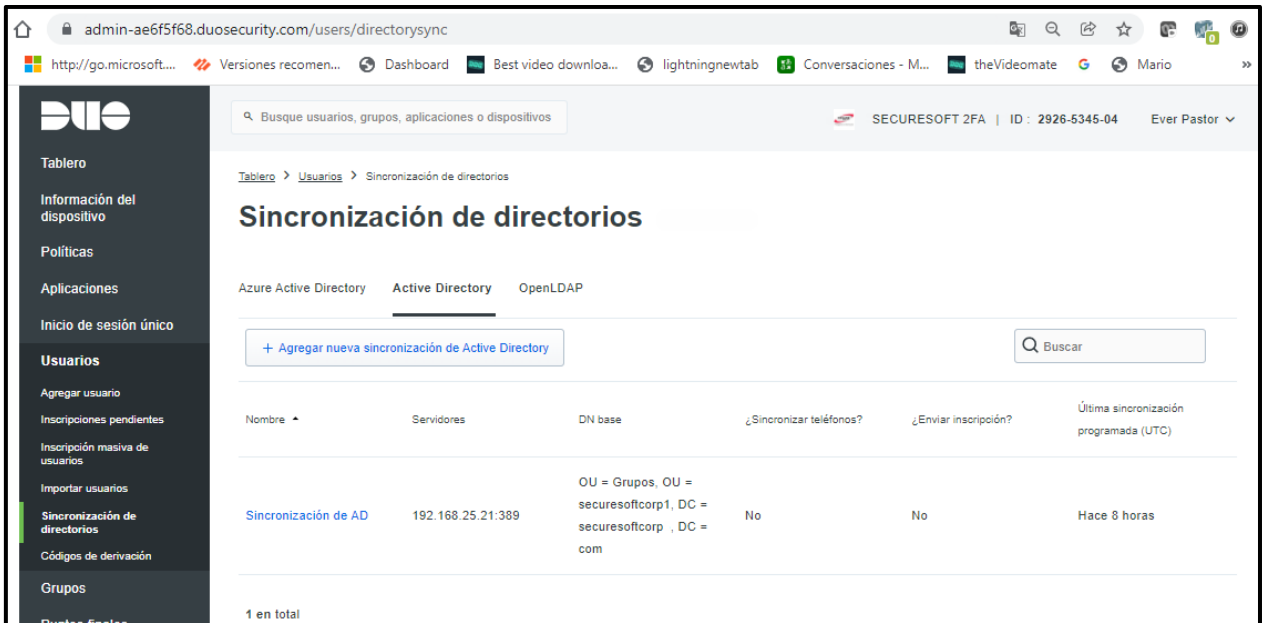 admin-ae6f5f68.duosecurity.com/users/directorysync
http://go.microsoft.... Versiones recomen... Dashboard Best video downloa... lightningnewtab Conversaciones - M... theVideomate Mario »
0
DUO
Busque usuarios, grupos, aplicaciones o dispositivos
SECURESOFT 2FA | ID : 2926-5345-04 Ever Pastor
Tablero
Información del
dispositivo
Políticas
Aplicaciones
Inicio de sesión único
Usuarios
Agregar usuario
Inscripciones pendientes
Inscripción masiva de
usuarios
Importar usuarios
Sincronización de
directorios
Códigos de derivación
Grupos
Puntos finales
Tablero > Usuarios > Sincronización de directorios
Sincronización de directorios
Azure Active Directory Active Directory OpenLDAP
+ Agregar nueva sincronización de Active Directory
Buscar
Nombre Servidores DN base ¿Sincronizar teléfonos? ¿Enviar inscripción? Última sincronización
programada (UTC)
Sincronización de AD 192.168.25.21:389
OU = Grupos, OU =
securesoftcorp1, DC =
securesoftcorp , DC =
com
No No Hace 8 horas
1 en total